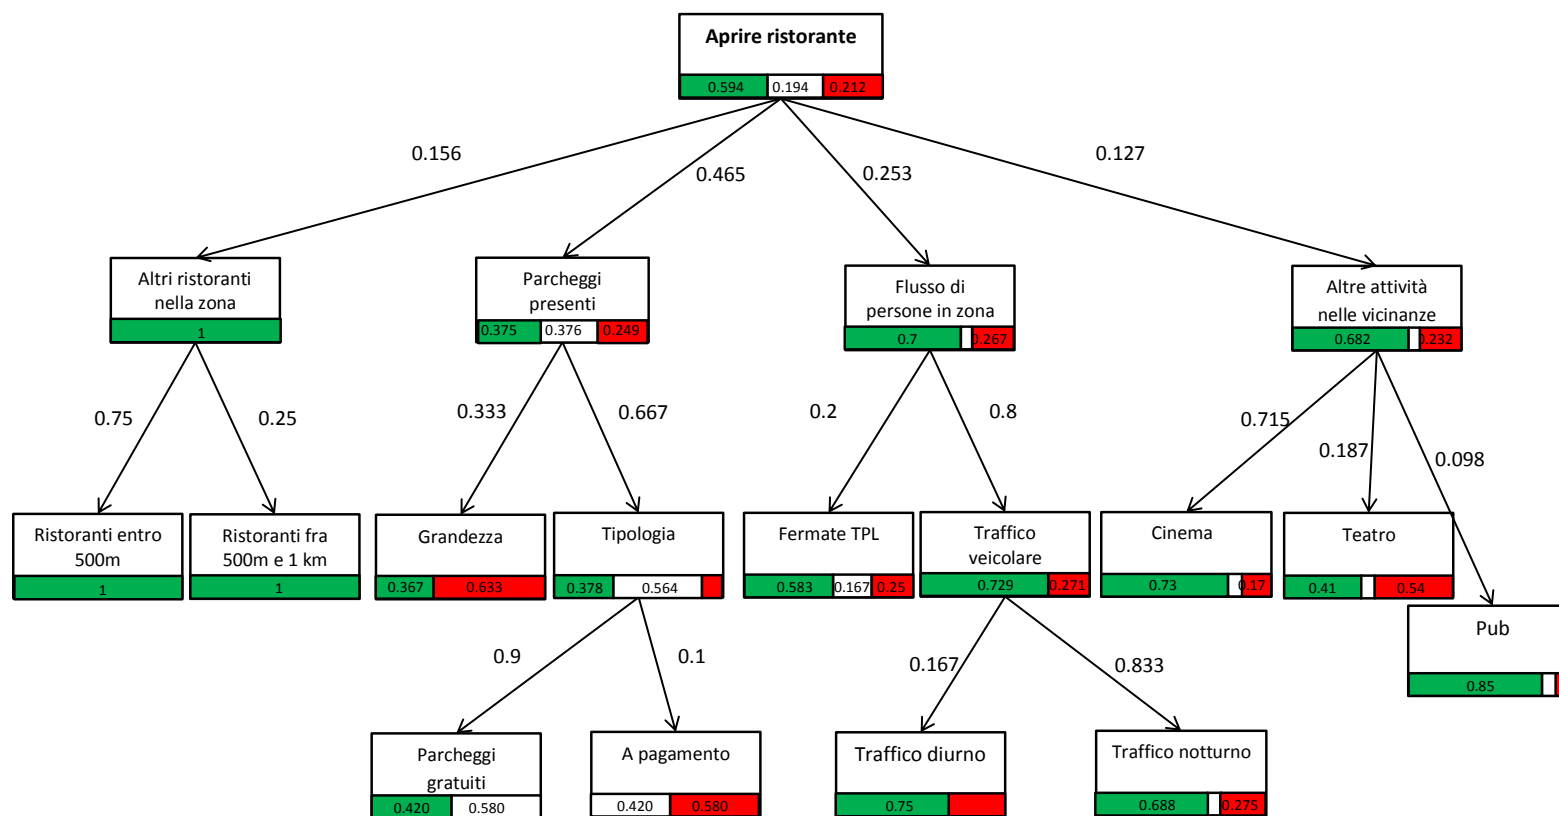 Aprire ristorante
0.594 0.194 0.212
0.156
0.465
0.253
0.127
Altri ristoranti
nella zona
1
Parcheggi
presenti
0.375 0.376 0.249
Flusso di
persone in zona
0.7 0.267
Altre attività
nelle vicinanze
0.682 0.232
0.75
0.25
0.333
0.667
0.2
0.8
0.715
0.187
0.098
Ristoranti entro
500m
1
Ristoranti fra
500m e 1 km
1
Grandezza
0.367 0.633
Tipologia
0.378 0.564
Fermate TPL
0.583 0.167 0.25
Traffico
veicolare
0.729 0.271
Cinema
0.73 0.17
Teatro
0.41 0.54
Pub
0.85
0.9
0.1
0.167
0.833
Parcheggi
gratuiti
0.420 0.580
A pagamento
0.420 0.580
Traffico diurno
0.75
Traffico notturno
0.688 0.275